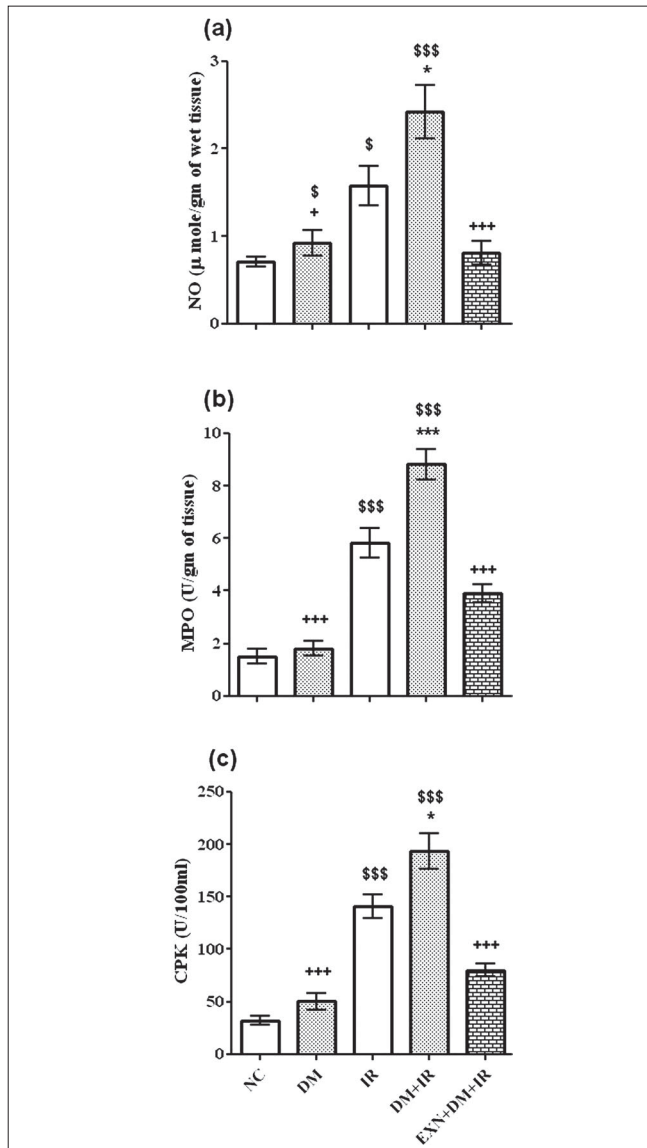 (a)
$$$
*
3
$
2
$
+
+++
1
0
NO (µ mole/gm of wet tissue)
(b)
$$$
***
10
$$$
8
6
+++
4
+++
2
0
MPO (U/gm of tissue)
(c)
250
$$$
*
200
$$$
150
+++
100
+++
50
0
CPK (U/100ml)
NC
DM
IR
DM+IR
EXN+DM+IR